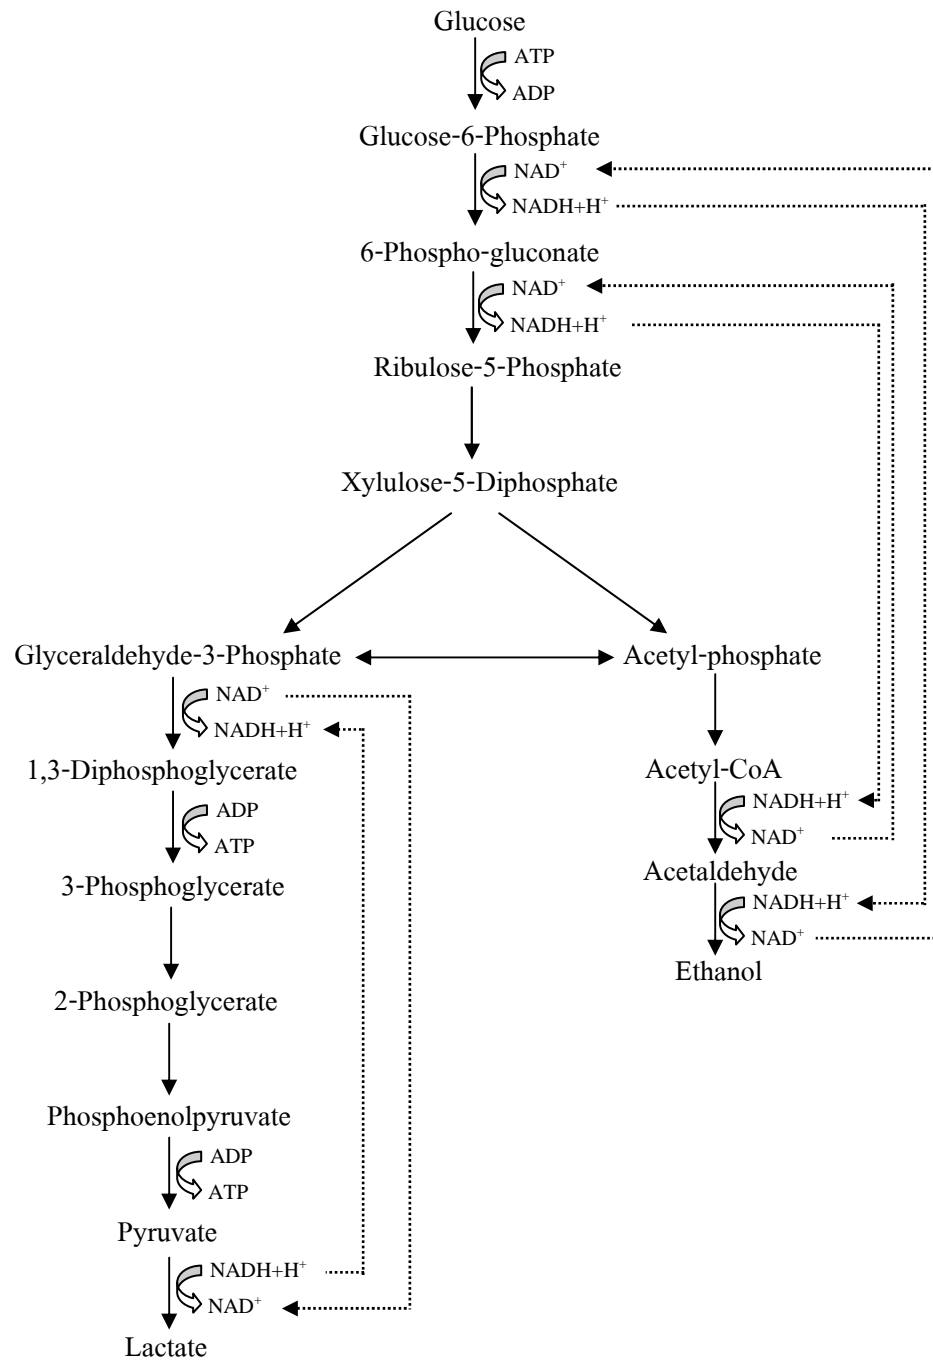 Glucose
ATP
ADP
Glucose-6-Phosphate
NAD⁺
NADH+H⁺
6-Phospho-gluconate
NAD⁺
NADH+H⁺
Ribulose-5-Phosphate
Xylulose-5-Diphosphate
Glyceraldehyde-3-Phosphate
NAD⁺
NADH+H⁺
1,3-Diphosphoglycerate
ADP
ATP
3-Phosphoglycerate
2-Phosphoglycerate
Phosphoenolpyruvate
ADP
ATP
Pyruvate
NADH+H⁺
NAD⁺
Lactate
Acetyl-phosphate
Acetyl-CoA
NADH+H⁺
NAD⁺
Acetaldehyde
NADH+H⁺
NAD⁺
Ethanol